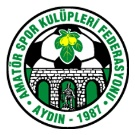 AMATÖR SPOR KULÜPLERİ FEDERASYONU
AYDIN - 1987